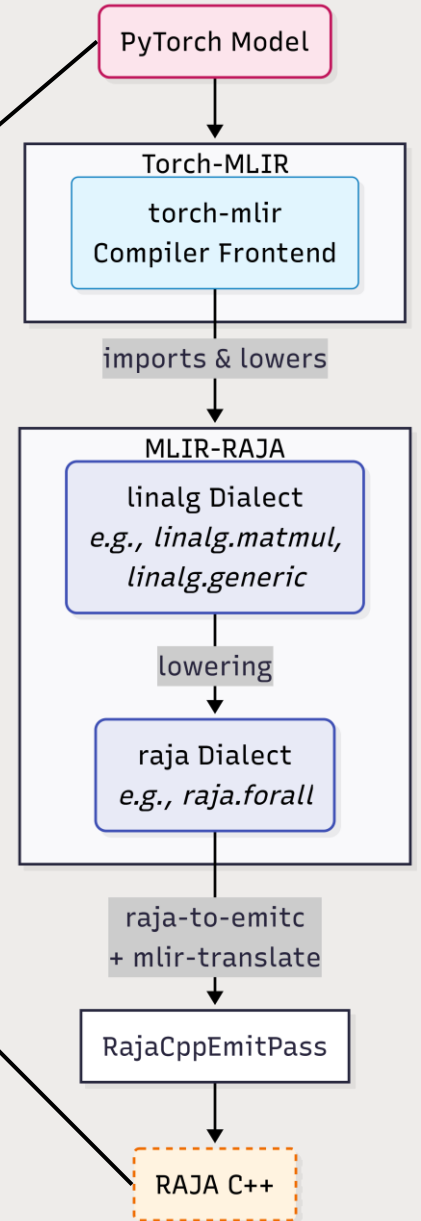 PyTorch Model
Torch-MLIR
torch-mlir
Compiler Frontend
imports & lowers
MLIR-RAJA
linalg Dialect
e.g., linalg.matmul,
linalg.generic
lowering
raja Dialect
e.g., raja.forall
raja-to-emitc
+ mlir-translate
RajaCppEmitPass
RAJA C++